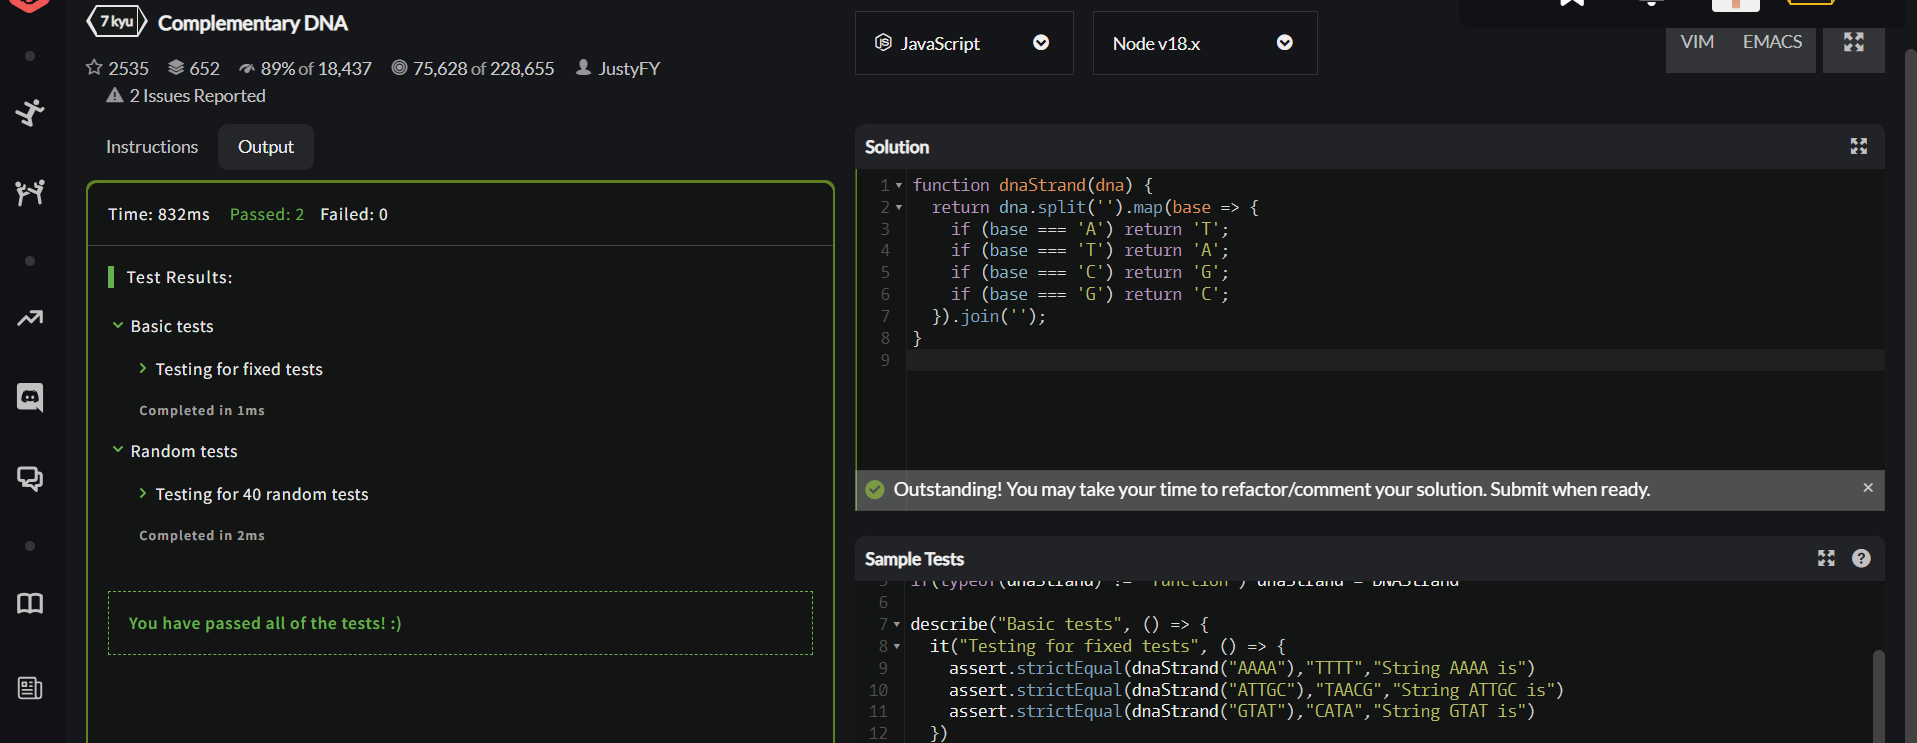 7 kyu Complementary DNA
2535 652 89% of 18,437 75,628 of 228,655 JustyFY
2 Issues Reported
JavaScript
Node v18.x
VIM EMACS
Instructions Output
Time: 832ms Passed: 2 Failed: 0
Test Results:
Basic tests
Testing for fixed tests
Completed in 1ms
Random tests
Testing for 40 random tests
Completed in 2ms
You have passed all of the tests! :)
Solution
1 function dnaStrand(dna) {
2 return dna.split('').map(base => {
3 if (base === 'A') return 'T';
4 if (base === 'T') return 'A';
5 if (base === 'C') return 'G';
6 if (base === 'G') return 'C';
7 }).join('');
8 }
9
Outstanding! You may take your time to refactor/comment your solution. Submit when ready.
Sample Tests
5 if(typeof(dnaStrand) != "function") dnaStrand = DNAStrand
6
7 describe("Basic tests", () => {
8 it("Testing for fixed tests", () => {
9 assert.strictEqual(dnaStrand("AAAA"),"TTTT","String AAAA is")
10 assert.strictEqual(dnaStrand("ATTGC"),"TAACG","String ATTGC is")
11 assert.strictEqual(dnaStrand("GTAT"),"CATA","String GTAT is")
12 })